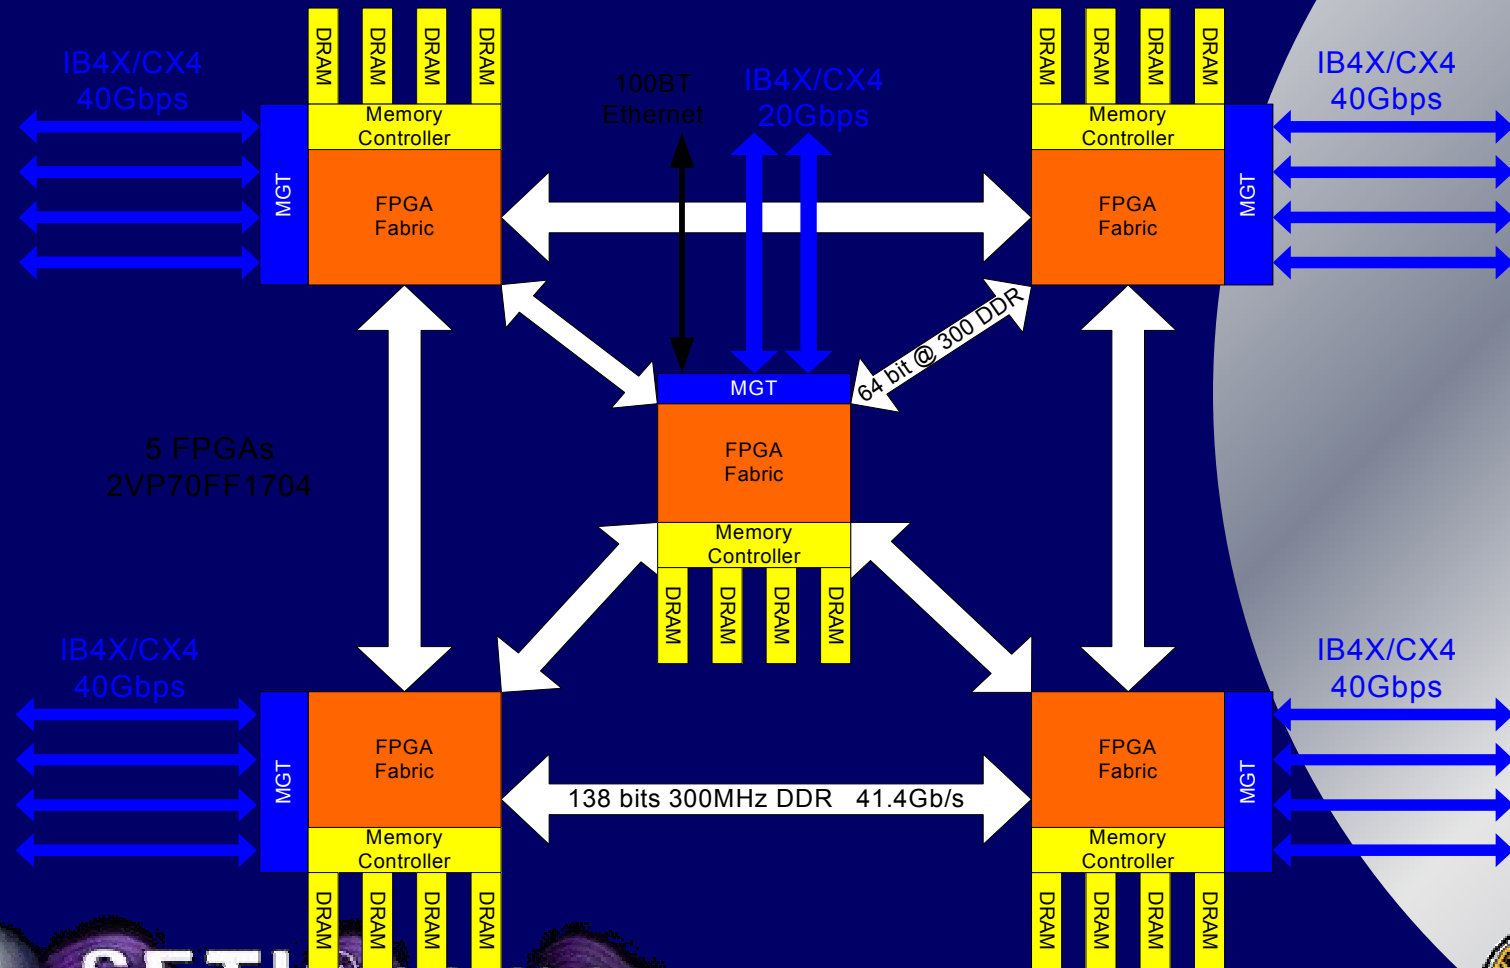 DRAM DRAM DRAM DRAM
DRAM DRAM DRAM DRAM
IB4X/CX4
40Gbps
100BT
Ethernet
IB4X/CX4
20Gbps
IB4X/CX4
40Gbps
Memory
Controller
Memory
Controller
MGT
FPGA
Fabric
FPGA
Fabric
MGT
64 bit @ 300 DDR
MGT
5 FPGAs
2VP70FF1704
FPGA
Fabric
Memory
Controller
DRAM DRAM DRAM DRAM
IB4X/CX4
40Gbps
IB4X/CX4
40Gbps
MGT
FPGA
Fabric
138 bits 300MHz DDR 41.4Gb/s
FPGA
Fabric
MGT
Memory
Controller
Memory
Controller
DRAM DRAM DRAM DRAM
DRAM DRAM DRAM DRAM